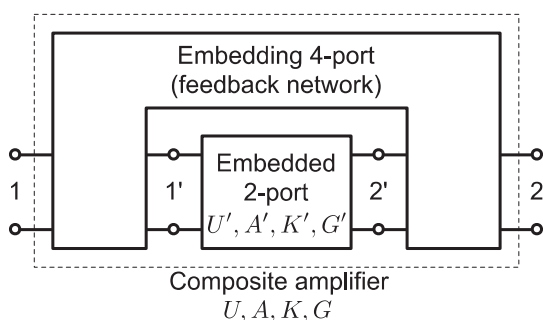 Embedding 4-port
(feedback network)
1
1'
Embedded
2-port
U', A', K', G'
2'
2
Composite amplifier
U, A, K, G